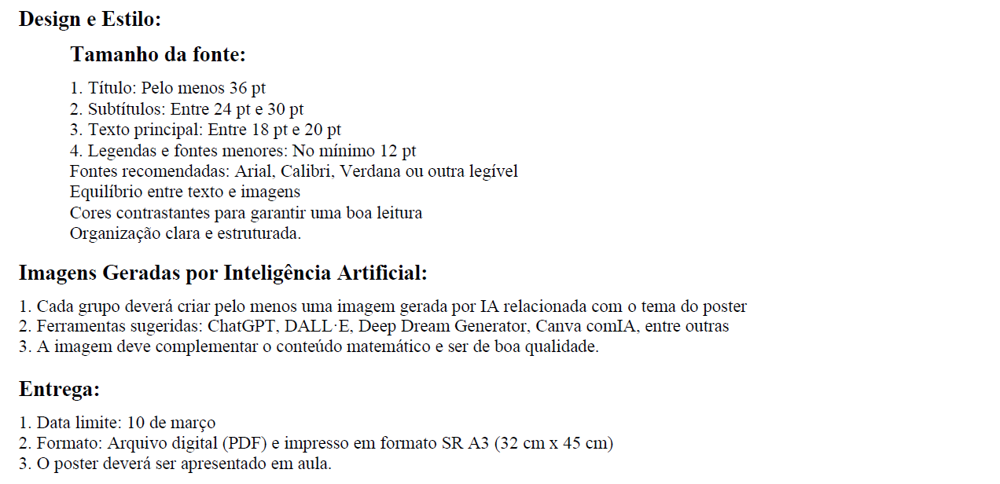 Design e Estilo:
Tamanho da fonte:
1. Título: Pelo menos 36 pt
2. Subtítulos: Entre 24 pt e 30 pt
3. Texto principal: Entre 18 pt e 20 pt
4. Legendas e fontes menores: No mínimo 12 pt
Fontes recomendadas: Arial, Calibri, Verdana ou outra legível
Equilíbrio entre texto e imagens
Cores contrastantes para garantir uma boa leitura
Organização clara e estruturada.
Imagens Geradas por Inteligência Artificial:
1. Cada grupo deverá criar pelo menos uma imagem gerada por IA relacionada com o tema do poster
2. Ferramentas sugeridas: ChatGPT, DALL·E, Deep Dream Generator, Canva comIA, entre outras
3. A imagem deve complementar o conteúdo matemático e ser de boa qualidade.
Entrega:
1. Data limite: 10 de março
2. Formato: Arquivo digital (PDF) e impresso em formato SR A3 (32 cm x 45 cm)
3. O poster deverá ser apresentado em aula.